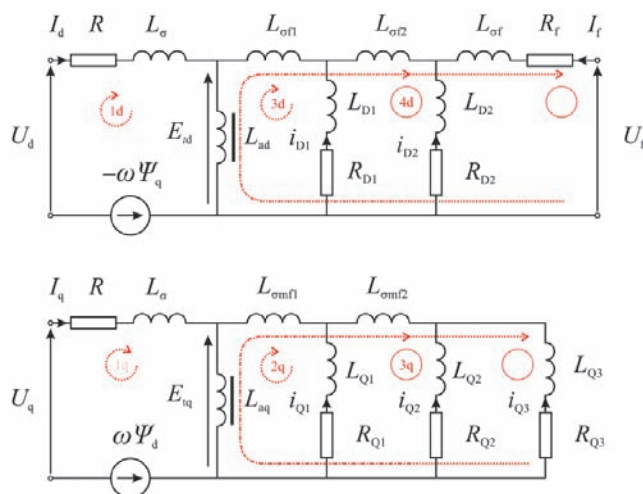 I_d R L_σ L_σf1 L_σf2 L_σf R_f I_f
1d 3d L_D1 4d L_D2
U_d E_td L_ad i_D1 i_D2
R_D1 R_D2
−ωΨ_q
I_q R L_σ L_σmf1 L_σmf2
1q 2q 3q L_Q3
L_Q1 L_Q2
U_q E_tq L_aq i_Q1 i_Q2 i_Q3
ωΨ_d R_Q1 R_Q2 R_Q3